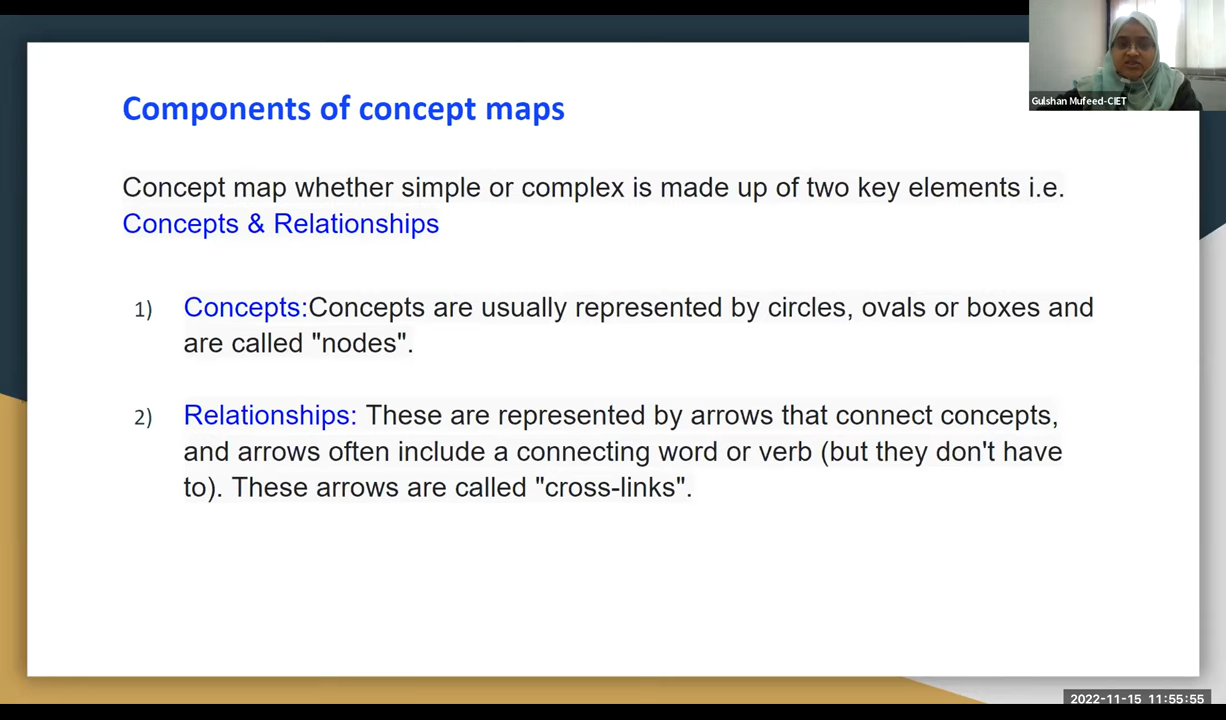 Components of concept maps
Concept map whether simple or complex is made up of two key elements i.e.
Concepts & Relationships
1) Concepts:Concepts are usually represented by circles, ovals or boxes and
are called "nodes".
2) Relationships: These are represented by arrows that connect concepts,
and arrows often include a connecting word or verb (but they don't have
to). These arrows are called "cross-links".
Gulshan Mufeed-CIET
2022-11-15 11:55:55